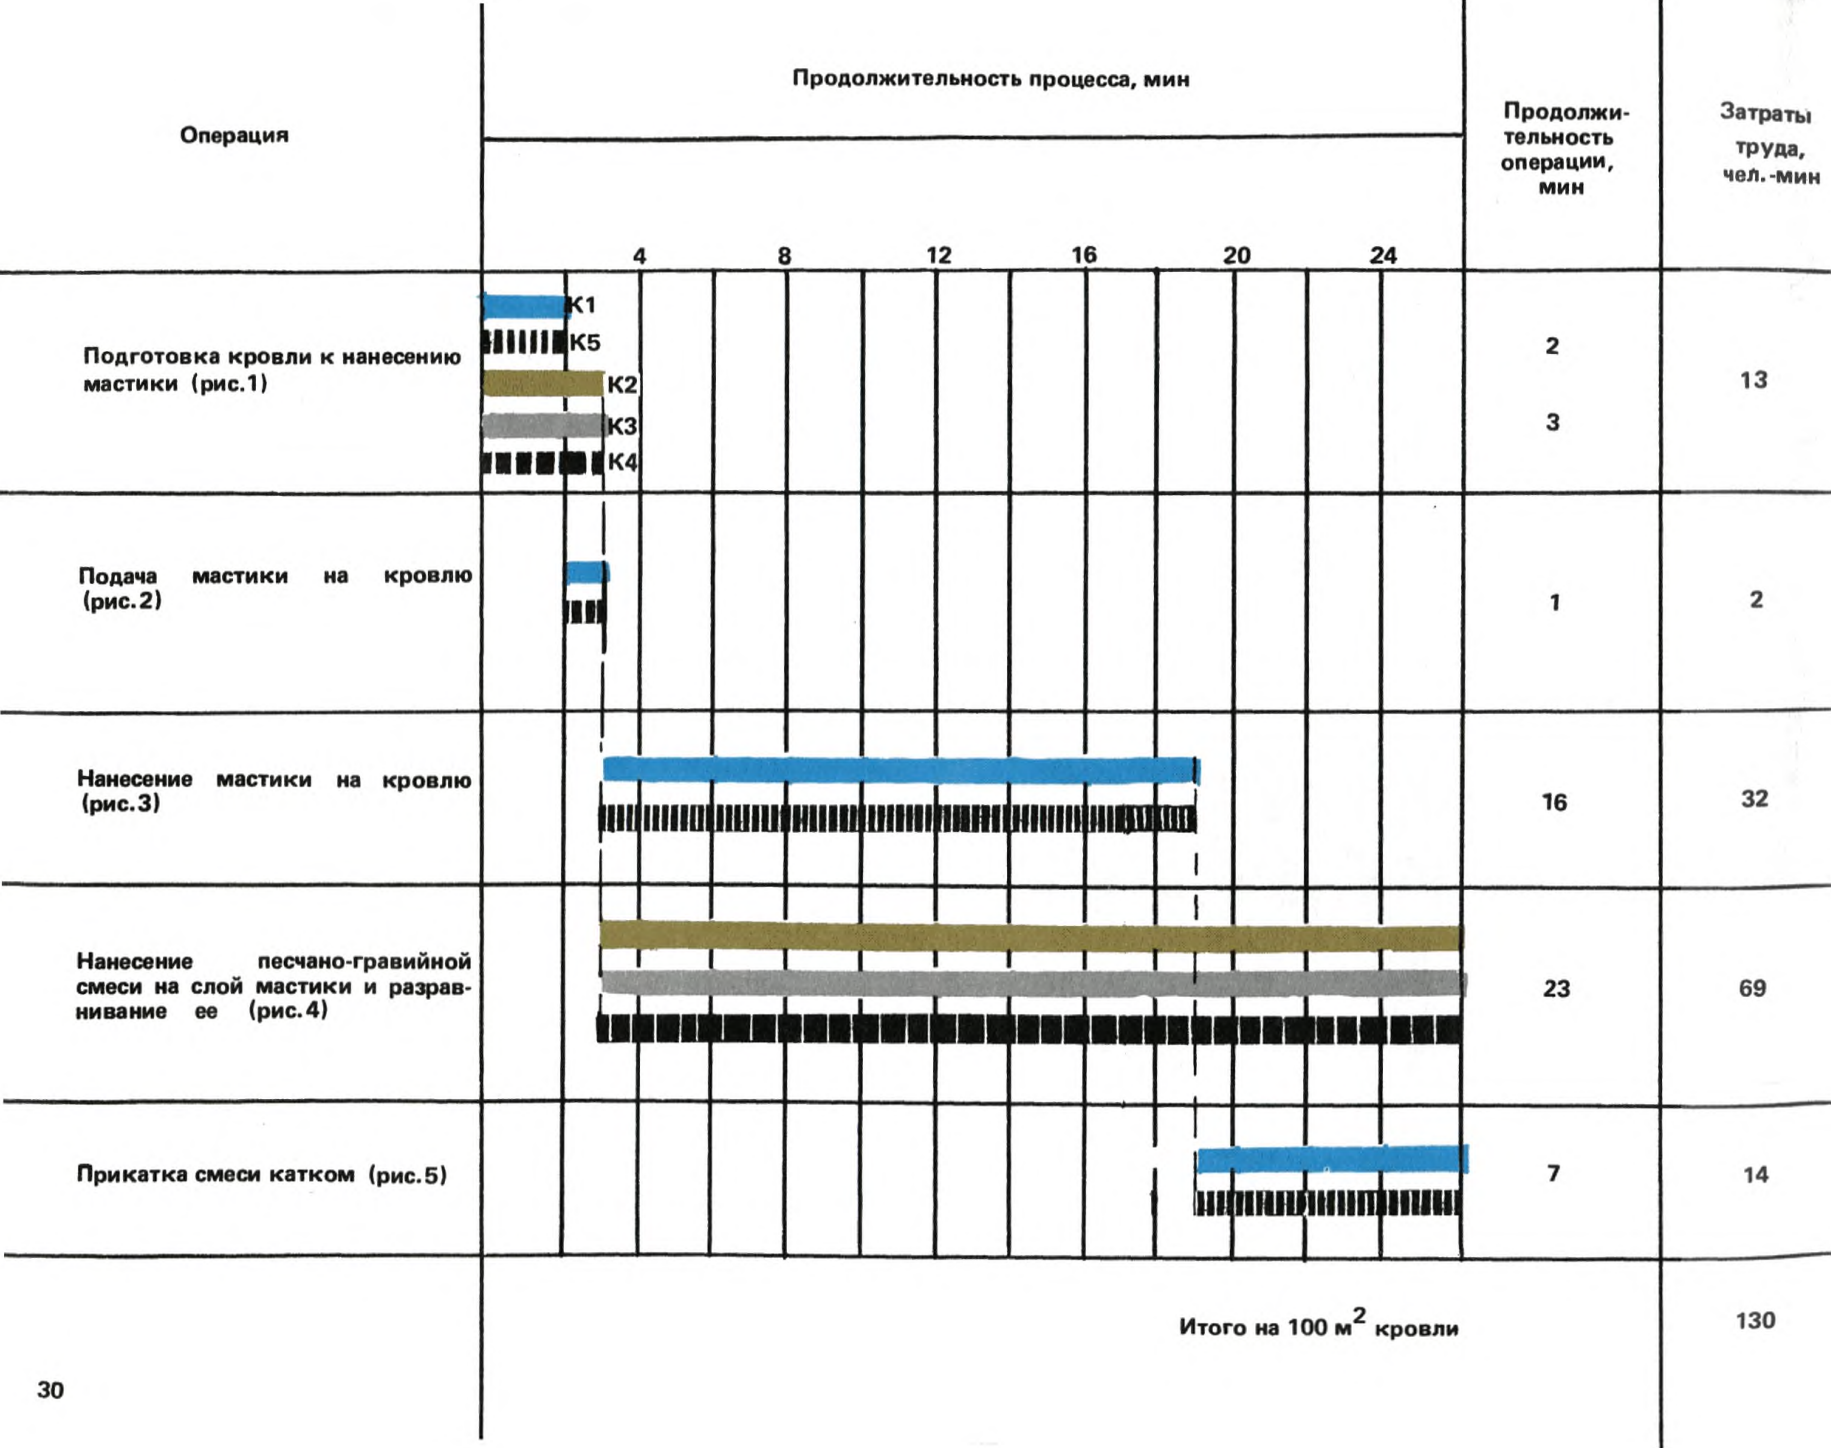 Операция
Продолжительность процесса, мин
Продолжи-
тельность
операции,
мин
Затраты
труда,
чел.-мин
4 8 12 16 20 24
Подготовка кровли к нанесению
мастики (рис.1)
К1
К5
К2
К3
К4
2
3
13
Подача мастики на кровлю
(рис.2)
1
2
Нанесение мастики на кровлю
(рис.3)
16
32
Нанесение песчано-гравийной
смеси на слой мастики и разрав-
нивание ее (рис.4)
23
69
Прикатка смеси катком (рис.5)
7
14
Итого на 100 м2 кровли
130
30